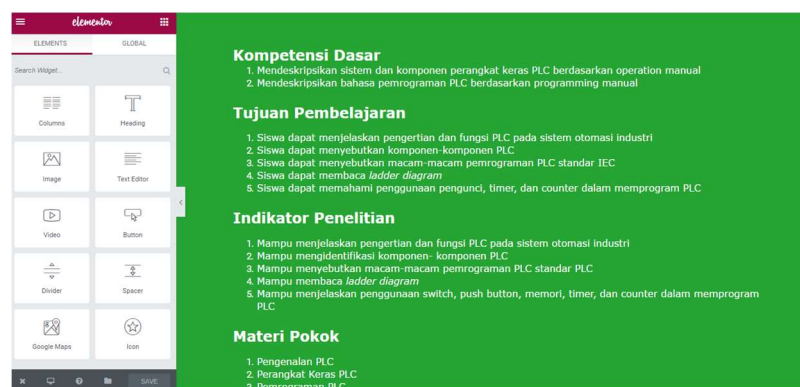 elementor
ELEMENTS
GLOBAL
Search Widget...
Columns
Heading
Image
Text Editor
Video
Button
Divider
Spacer
Google Maps
Icon
SAVE
Kompetensi Dasar
1. Mendeskripsikan sistem dan komponen perangkat keras PLC berdasarkan operation manual
2. Mendeskripsikan bahasa pemrograman PLC berdasarkan programming manual
Tujuan Pembelajaran
1. Siswa dapat menjelaskan pengertian dan fungsi PLC pada sistem otomasi industri
2. Siswa dapat menyebutkan komponen-komponen PLC
3. Siswa dapat menyebutkan macam-macam pemrograman PLC standar IEC
4. Siswa dapat membaca ladder diagram
5. Siswa dapat memahami penggunaan pengunci, timer, dan counter dalam memprogram PLC
Indikator Penelitian
1. Mampu menjelaskan pengertian dan fungsi PLC pada sistem otomasi industri
2. Mampu mengidentifikasi komponen- komponen PLC
3. Mampu menyebutkan macam-macam pemrograman PLC standar PLC
4. Mampu membaca ladder diagram
5. Mampu menjelaskan penggunaan switch, push button, memori, timer, dan counter dalam memprogram
PLC
Materi Pokok
1. Pengenalan PLC
2. Perangkat Keras PLC
3. Pemrograman PLC